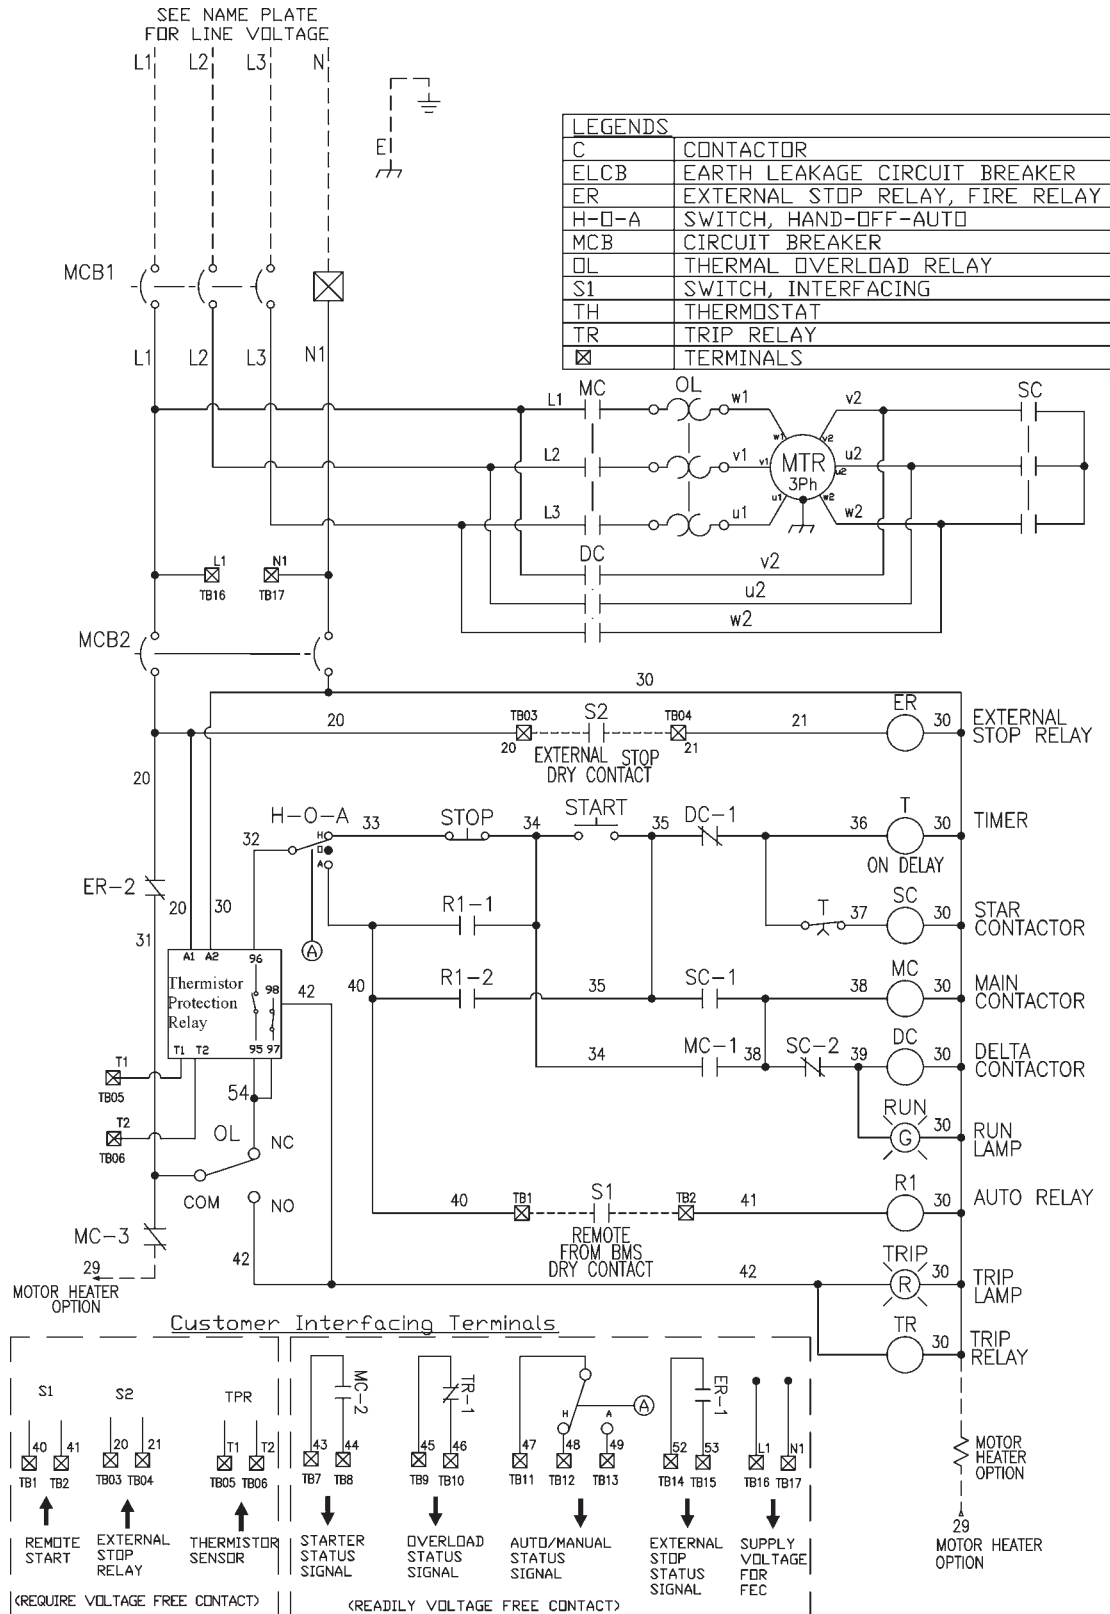 SEE NAME PLATE
FOR LINE VOLTAGE
L1 L2 L3 N
E
LEGENDS
C CONTACTOR
ELCB EARTH LEAKAGE CIRCUIT BREAKER
ER EXTERNAL STOP RELAY, FIRE RELAY
H-O-A SWITCH, HAND-OFF-AUTO
MCB CIRCUIT BREAKER
OL THERMAL OVERLOAD RELAY
S1 SWITCH, INTERFACING
TH THERMOSTAT
TR TRIP RELAY
TERMINALS
MCB1
L1 L2 L3 N1
MC OL SC
L1 w1 v2
w1 v2
L2 v1 v1 MTR u2 u2
3Ph
L3 u1 u1 w2 w2
DC
v2
u2
w2
L1 N1
TB16 TB17
MCB2
30
20 TB03 S2 TB04 21 ER 30 EXTERNAL
STOP RELAY
20 21
EXTERNAL STOP
DRY CONTACT
20
H-O-A 33 STOP 34 START 35 DC-1 36 T 30 TIMER
32 H O A
ON DELAY
ER-2
20 30
31
A
R1-1 T 37 SC 30 STAR
CONTACTOR
A1 A2 96
Thermistor
Protection
Relay
98
42
40 R1-2 35 SC-1 38 MC 30 MAIN
CONTACTOR
T1 T2 95 97
34 MC-1 38 SC-2 39 DC 30 DELTA
CONTACTOR
T1
TB05
54
T2
TB06
OL NC
RUN
G 30 RUN
LAMP
COM NO
40 TB1 S1 TB2 41 R1 30 AUTO RELAY
REMOTE
FROM BMS
DRY CONTACT
MC-3
29
MOTOR HEATER
OPTION
42
42 TRIP
R 30 TRIP
LAMP
TR 30 TRIP
RELAY
Customer Interfacing Terminals
S1 S2 TPR
MC-2 TR-1 H A A ER-1
40 41 20 21 T1 T2 43 44 45 46 47 48 49 52 53 L1 N1
TB1 TB2 TB03 TB04 TB05 TB06 TB7 TB8 TB9 TB10 TB11 TB12 TB13 TB14 TB15 TB16 TB17
REMOTE
START
EXTERNAL
STOP
RELAY
THERMISTOR
SENSOR
STARTER
STATUS
SIGNAL
OVERLOAD
STATUS
SIGNAL
AUTO/MANUAL
STATUS
SIGNAL
EXTERNAL
STOP
STATUS
SIGNAL
SUPPLY
VOLTAGE
FOR
FEC
(REQUIRE VOLTAGE FREE CONTACT)
(READILY VOLTAGE FREE CONTACT)
MOTOR
HEATER
OPTION
29
MOTOR HEATER
OPTION